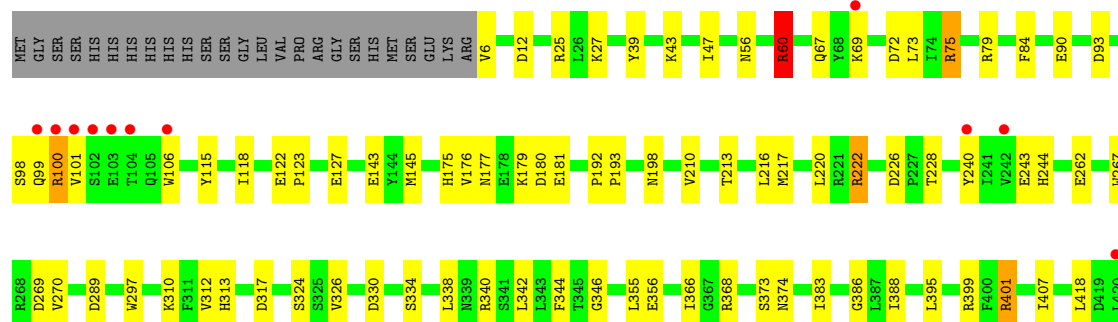 MET GLY SER SER HIS HIS HIS HIS HIS HIS SER SER GLY LEU VAL PRO ARG GLY SER HIS MET SER GLU LYS ARG V6 D12 R25 L26 K27 Y39 K43 I47 N56 R60 Q67 Y68 K69 D72 L73 I74 R75 R79 F84 E90 D93
S98 Q99 R100 V101 S102 E103 T104 Q105 W106 Y115 I118 E122 P123 E127 E143 Y144 M145 H175 V176 N177 E178 K179 D180 E181 P192 P193 N198 V210 T213 L216 M217 L220 R221 R222 D226 P227 T228 Y240 I241 V242 E243 H244 E262 W267
R268 D269 V270 D289 W297 K310 F311 V312 H313 D317 S324 S325 V326 D330 S334 L338 N339 R340 S341 L342 L343 F344 T345 G346 L355 E356 I366 G367 R368 S373 N374 I383 G386 L387 I388 L395 R399 F400 R401 I407 L418 D419